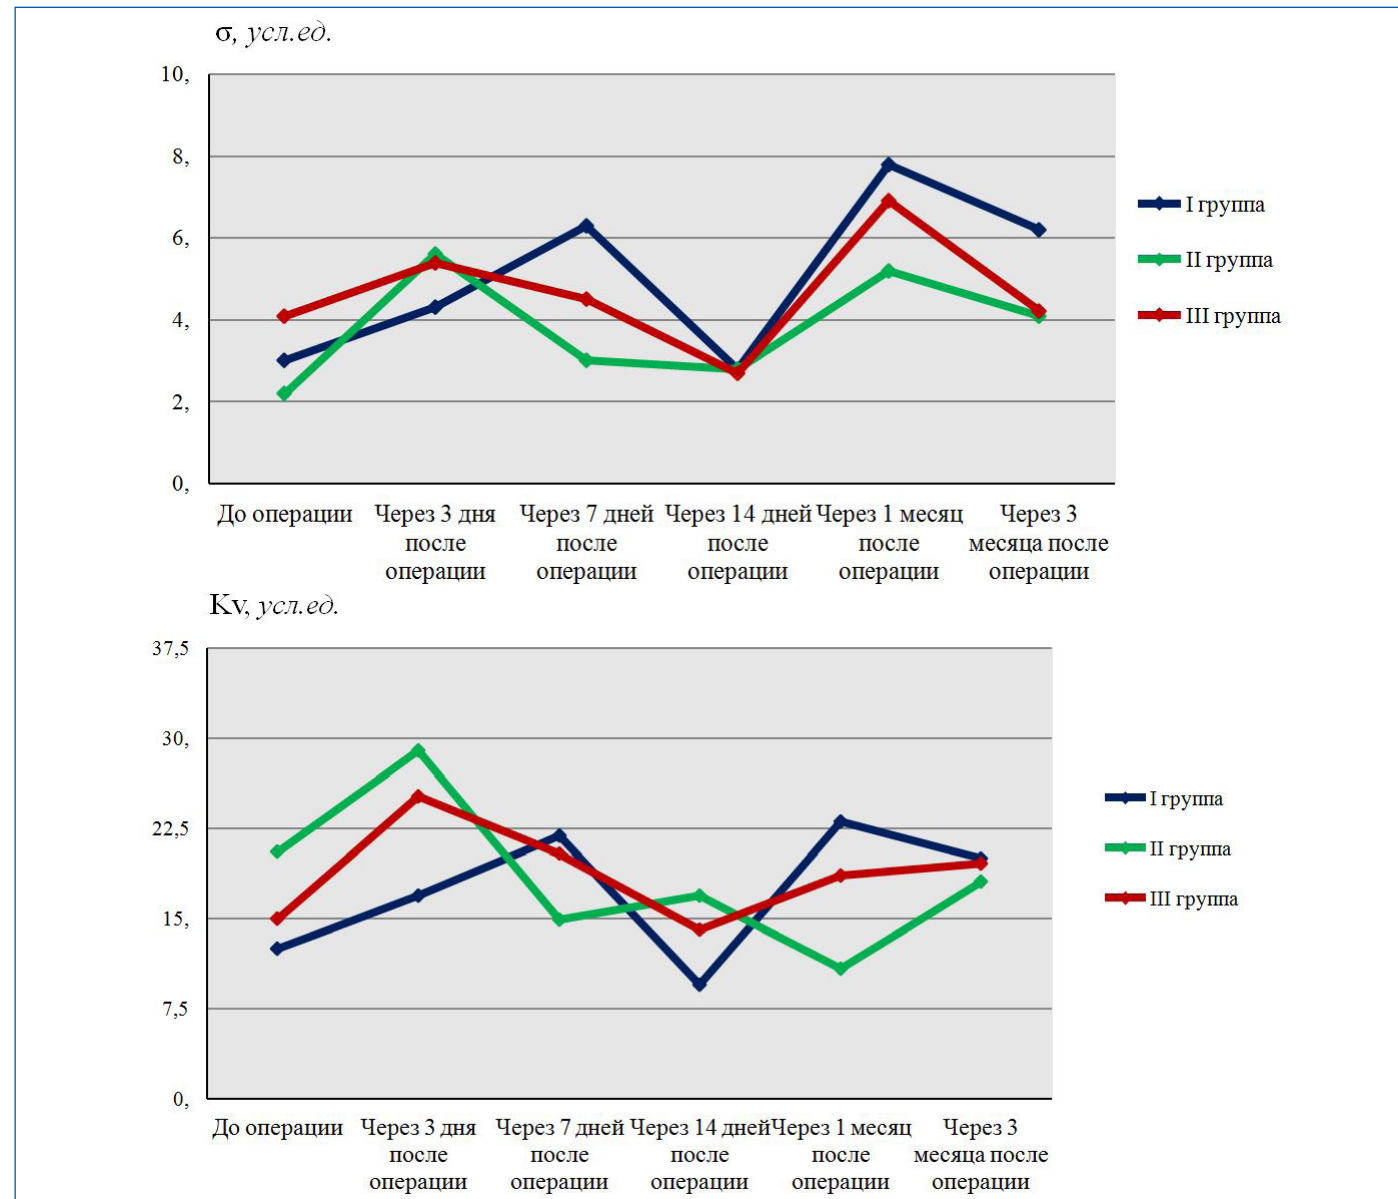 σ, усл.ед.
10,
8,
6,
4,
2,
0,
До операции
Через 3 дня
после
операции
Через 7 дней
после
операции
Через 14 дней
после
операции
Через 1 месяц
после
операции
Через 3
месяца после
операции
I группа
II группа
III группа
Kv, усл.ед.
37,5
30,
22,5
15,
7,5
0,
До операции
Через 3 дня
после
операции
Через 7 дней
после
операции
Через 14 дней
после
операции
Через 1 месяц
после
операции
Через 3
месяца после
операции
I группа
II группа
III группа